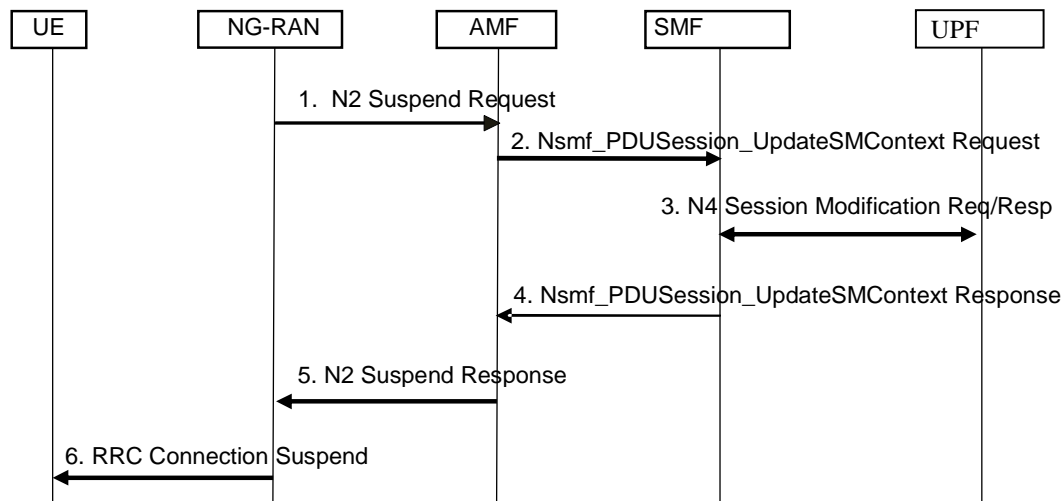 UE
NG-RAN
AMF
SMF
UPF
1. N2 Suspend Request
2. Nsmf_PDUSession_UpdateSMContext Request
3. N4 Session Modification Req/Resp
4. Nsmf_PDUSession_UpdateSMContext Response
5. N2 Suspend Response
6. RRC Connection Suspend